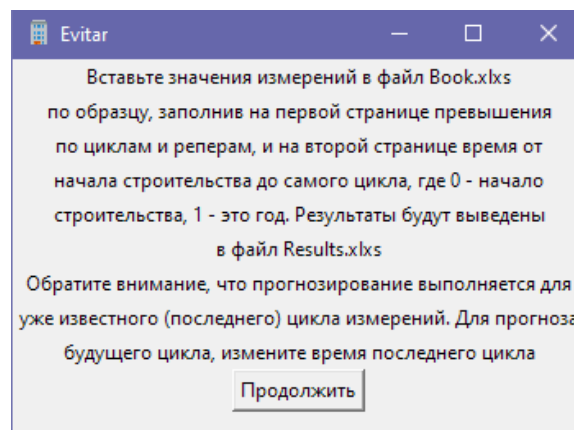 Evitar
Вставьте значения измерений в файл Book.xlxs
по образцу, заполнив на первой странице превышения
по циклам и реперам, и на второй странице время от
начала строительства до самого цикла, где 0 - начало
строительства, 1 - это год. Результаты будут выведены
в файл Results.xlxs
Обратите внимание, что прогнозирование выполняется для
уже известного (последнего) цикла измерений. Для прогноза
будущего цикла, измените время последнего цикла
Продолжить